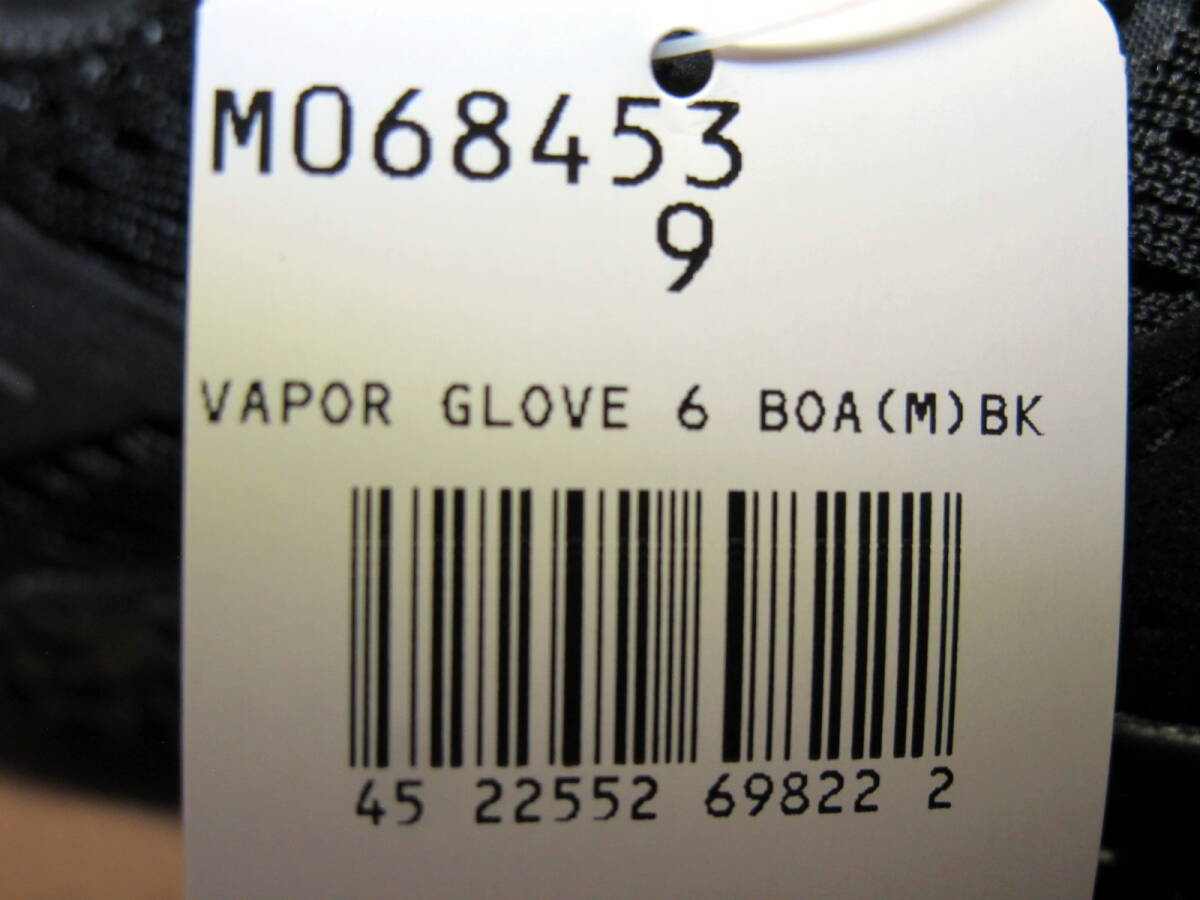 M068453
9
VAPOR GLOVE 6 BOA(M)BK
45 22552 69822 2